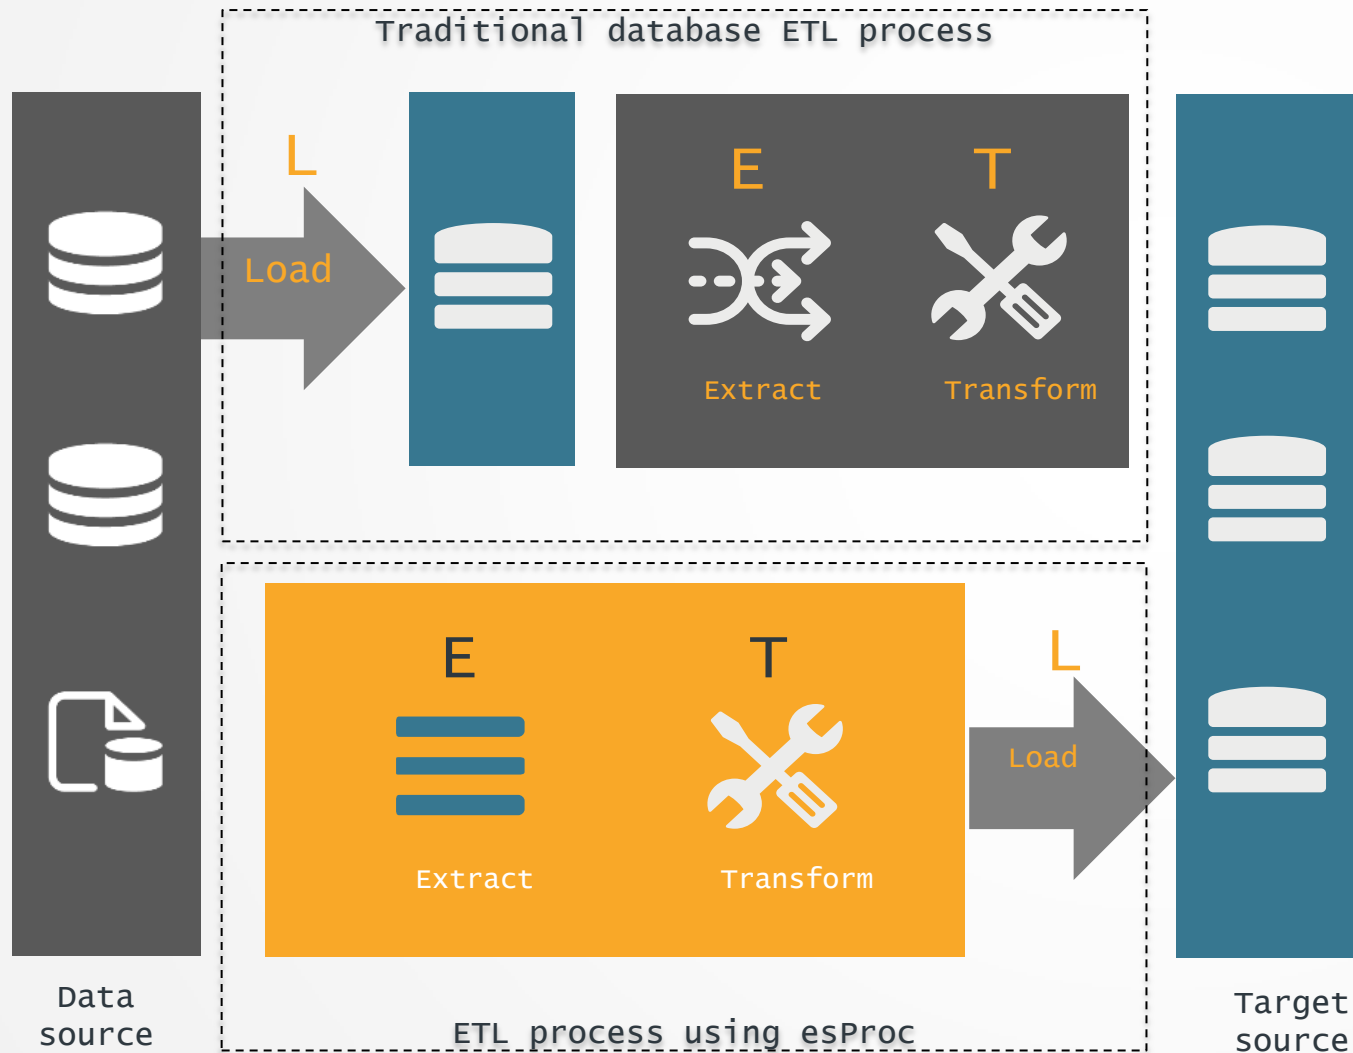 Traditional database ETL process
L
Load
E
T
Extract
Transform
E
T
L
Load
Extract
Transform
Data
source
ETL process using esProc
Target
source